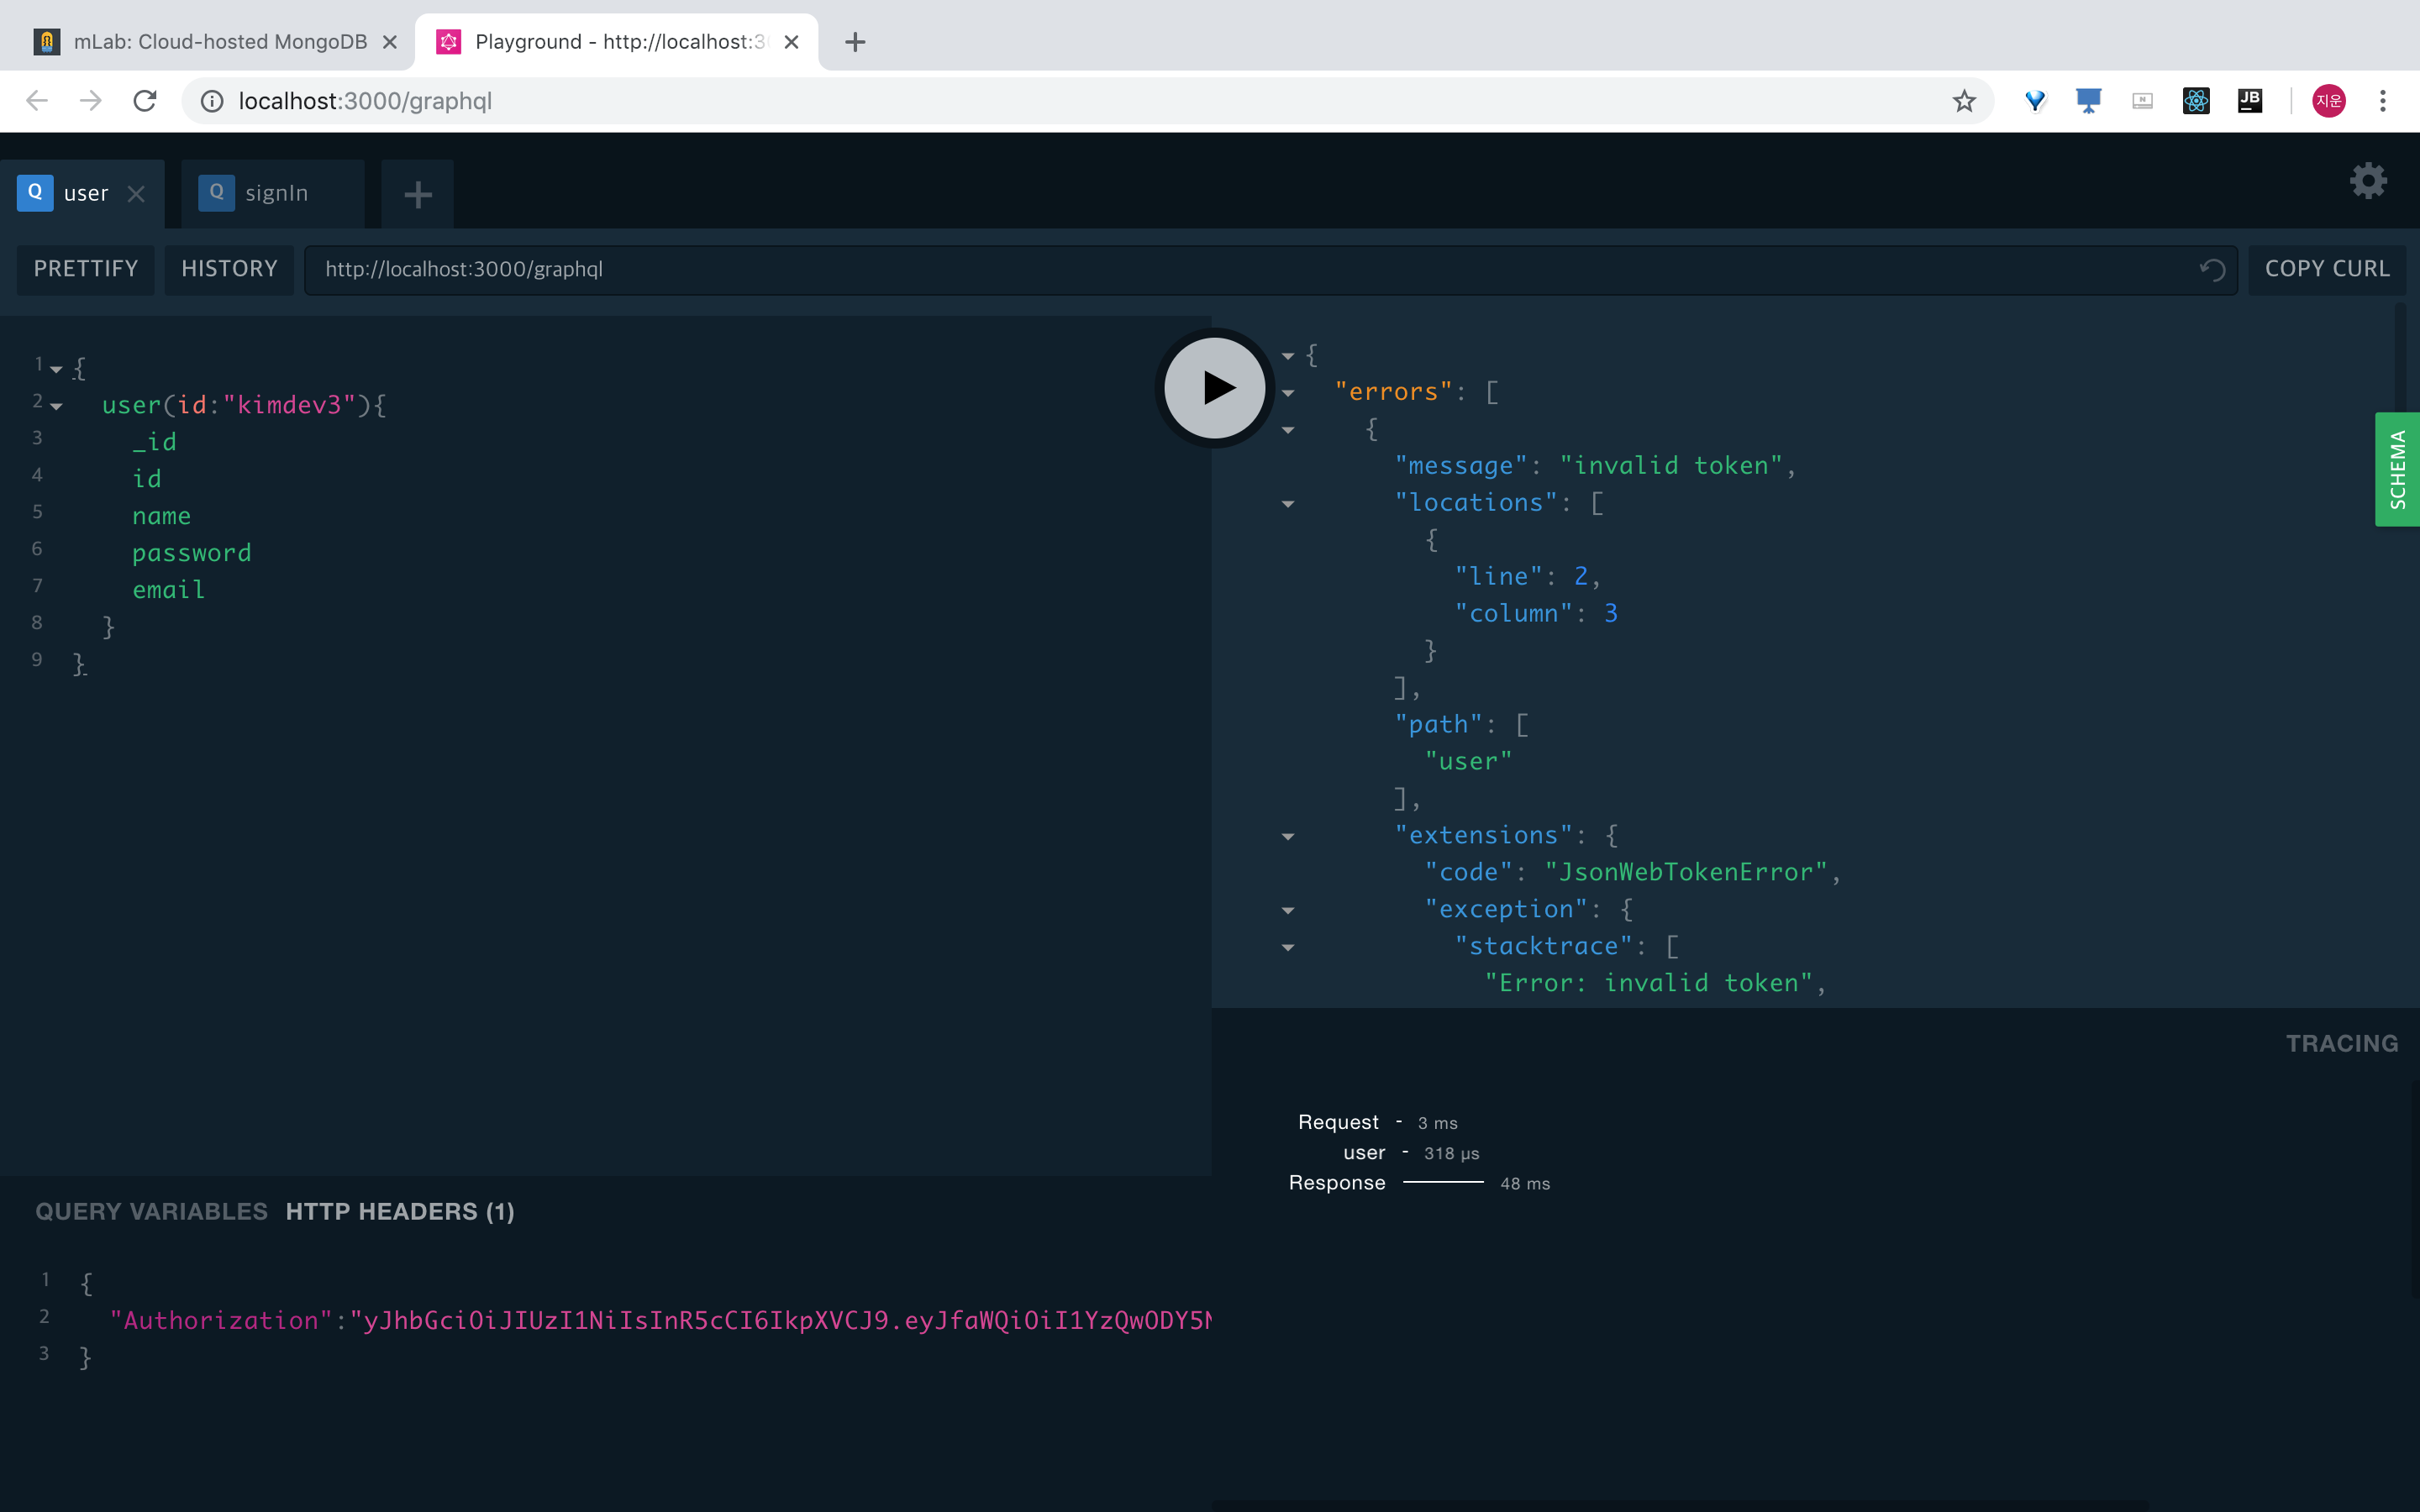 mLab: Cloud-hosted MongoDB
Playground - http://localhost:3
localhost:3000/graphql
JB
지운
Q user
Q signIn
PRETTIFY
HISTORY
http://localhost:3000/graphql
COPY CURL
1 {
2 user(id:"kimdev3"){
3 _id
4 id
5 name
6 password
7 email
8 }
9 }
{
"errors": [
{
"message": "invalid token",
"locations": [
{
"line": 2,
"column": 3
}
],
"path": [
"user"
],
"extensions": {
"code": "JsonWebTokenError",
"exception": {
"stacktrace": [
"Error: invalid token",
SCHEMA
TRACING
Request - 3 ms
user - 318 µs
Response 48 ms
QUERY VARIABLES HTTP HEADERS (1)
1 {
2 "Authorization":"yJhbGciOiJIUzI1NiIsInR5cCI6IkpXVCJ9.eyJfaWQiOiI1YzQwODY5N
3 }